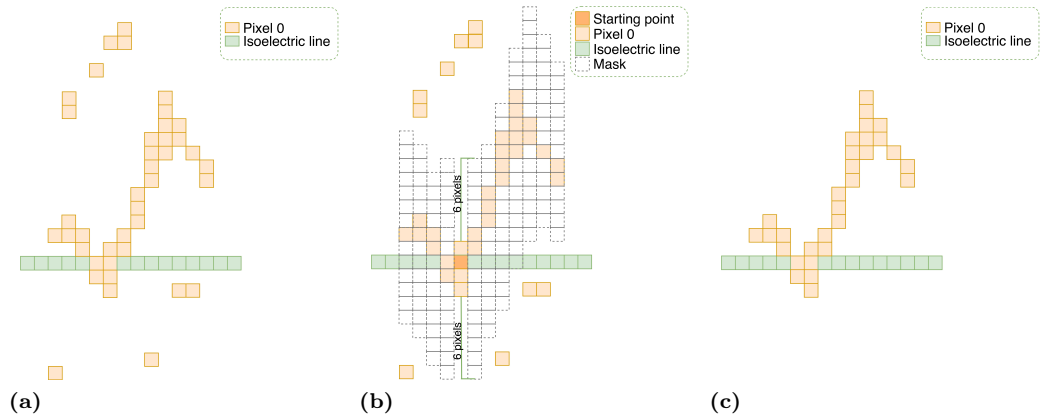 Pixel 0
Isoelectric line
Starting point
Pixel 0
Isoelectric line
Mask
Pixel 0
Isoelectric line
6 pixels
6 pixels
(a)
(b)
(c)